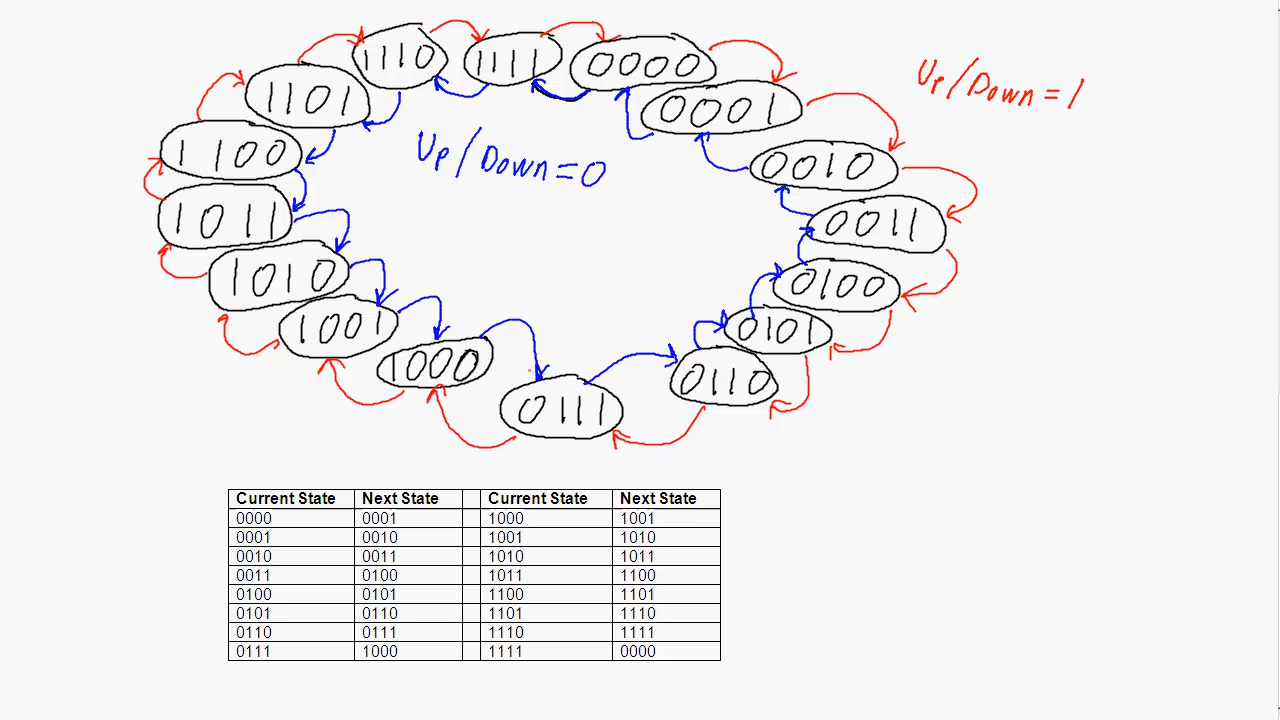 1110
1111
0000
1101
0001
Up/Down=1
1100
Up/Down=0
0010
1011
0011
1010
0100
1001
0101
1000
0110
0111
Current State Next State Current State Next State
0000 0001 1000 1001
0001 0010 1001 1010
0010 0011 1010 1011
0011 0100 1011 1100
0100 0101 1100 1101
0101 0110 1101 1110
0110 0111 1110 1111
0111 1000 1111 0000